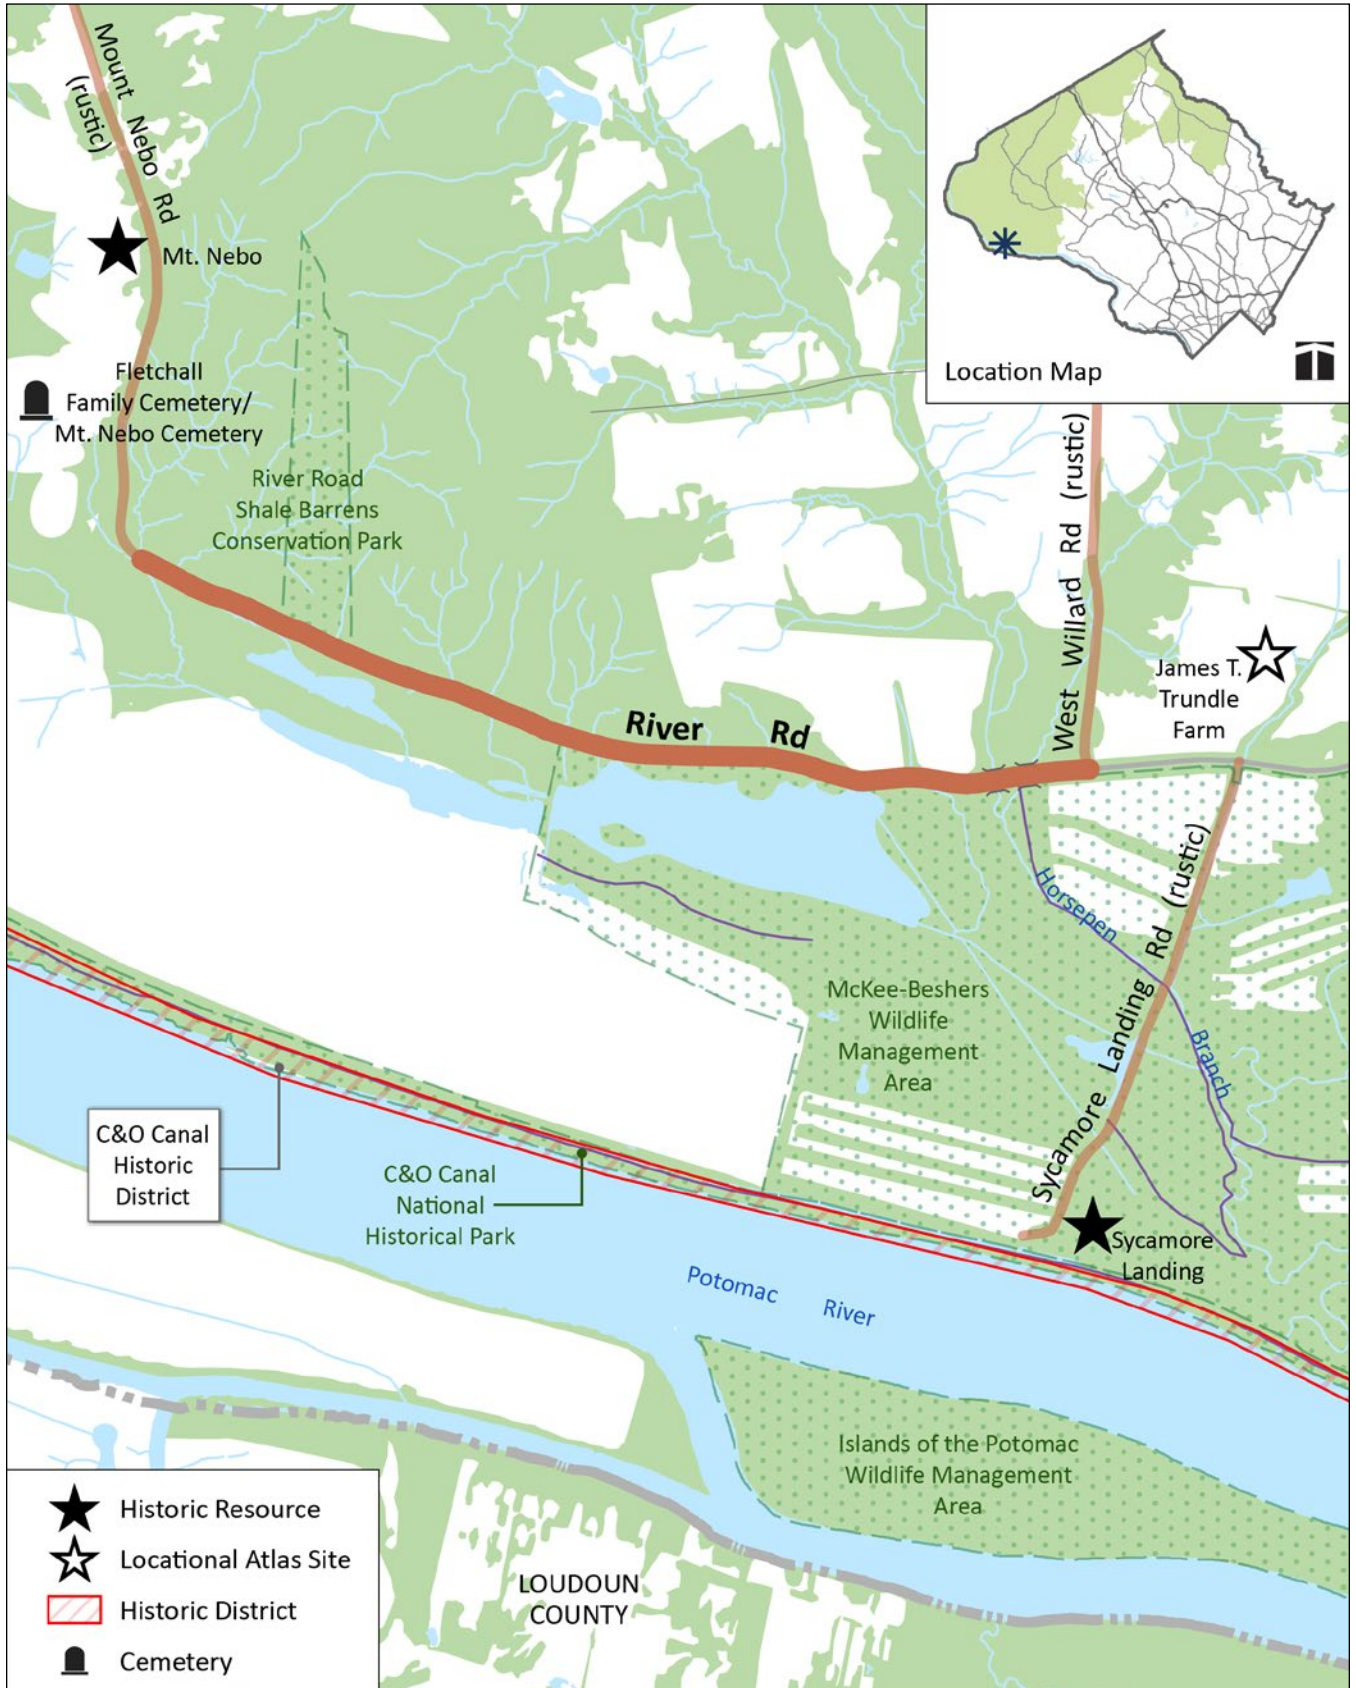 Mount Nebo Rd
(rustic)
Mt. Nebo
Fletchall
Family Cemetery/
Mt. Nebo Cemetery
River Road
Shale Barrens
Conservation Park
Location Map
West Willard Rd (rustic)
James T.
Trundle
Farm
River Rd
Sycamore Landing Rd (rustic)
Horsepen Branch
McKee-Beshers
Wildlife
Management
Area
C&O Canal
Historic
District
C&O Canal
National
Historical Park
Sycamore
Landing
Potomac River
Islands of the Potomac
Wildlife Management
Area
LOUDOUN
COUNTY
Historic Resource
Locational Atlas Site
Historic District
Cemetery